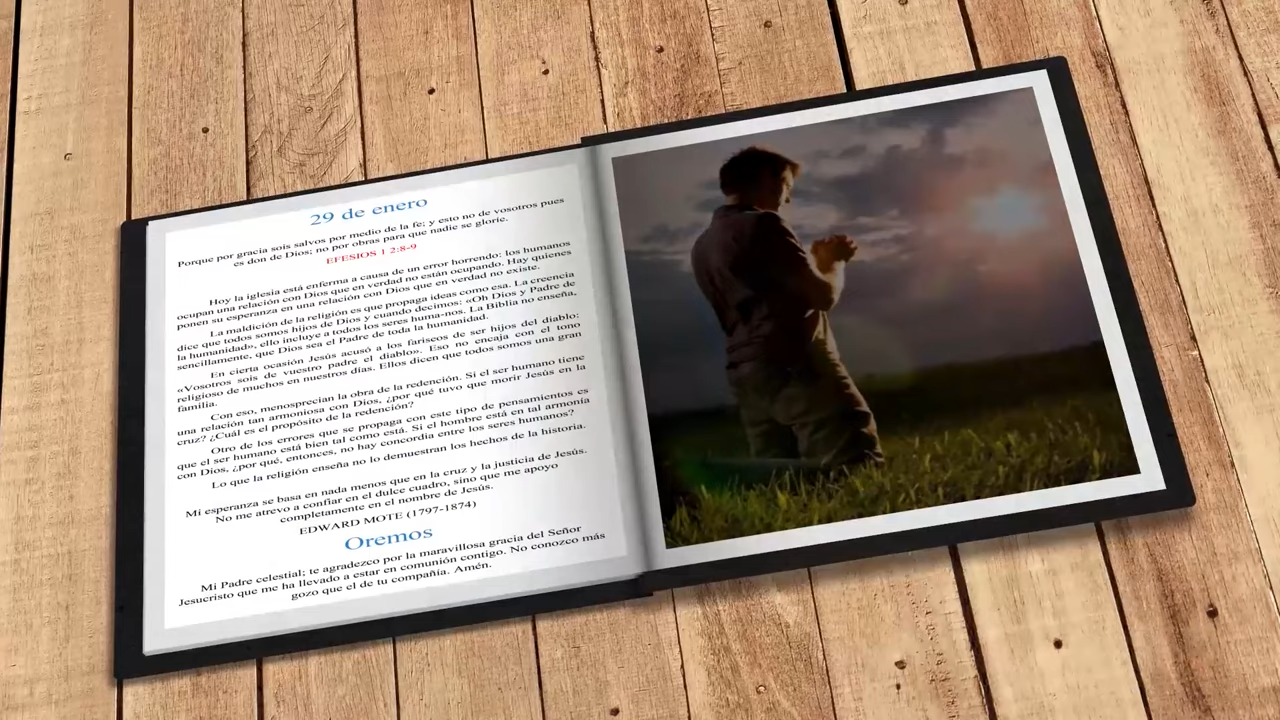 29 de enero
Porque por gracia sois salvos por medio de la fe; y esto no de vosotros pues
es don de Dios; no por obras para que nadie se gloríe.
EFESIOS 1 2:8-9
Hoy la iglesia está enferma a causa de un error horrendo: los humanos
ocupan una relación con Dios que en verdad no están ocupando. Hay quienes
ponen su esperanza en una relación con Dios que en verdad no existe.
La maldición de la religión es que propaga ideas como esa. La creencia
dice que todos somos hijos de Dios y cuando decimos: «Oh Dios y Padre de
la humanidad», ello incluye a todos los seres huma-nos. La Biblia no enseña,
sencillamente, que Dios sea el Padre de toda la humanidad.
En cierta ocasión Jesús acusó a los fariseos de ser hijos del diablo:
«Vosotros sois de vuestro padre el diablo». Eso no encaja con el tono
religioso de muchos en nuestros días. Ellos dicen que todos somos una gran
familia.
Con eso, menosprecian la obra de la redención. Si el ser humano tiene
una relación tan armoniosa con Dios, ¿por qué tuvo que morir Jesús en la
cruz? ¿Cuál es el propósito de la redención?
Otro de los errores que se propaga con este tipo de pensamientos es
que el ser humano está bien tal como está. Si el hombre está en tal armonía
con Dios, ¿por qué, entonces, no hay concordia entre los seres humanos?
Lo que la religión enseña no lo demuestran los hechos de la historia.
Mi esperanza se basa en nada menos que en la cruz y la justicia de Jesús.
No me atrevo a confiar en el dulce cuadro, sino que me apoyo
completamente en el nombre de Jesús.
EDWARD MOTE (1797-1874)
Oremos
Mi Padre celestial; te agradezco por la maravillosa gracia del Señor
Jesucristo que me ha llevado a estar en comunión contigo. No conozco más
gozo que el de tu compañía. Amén.